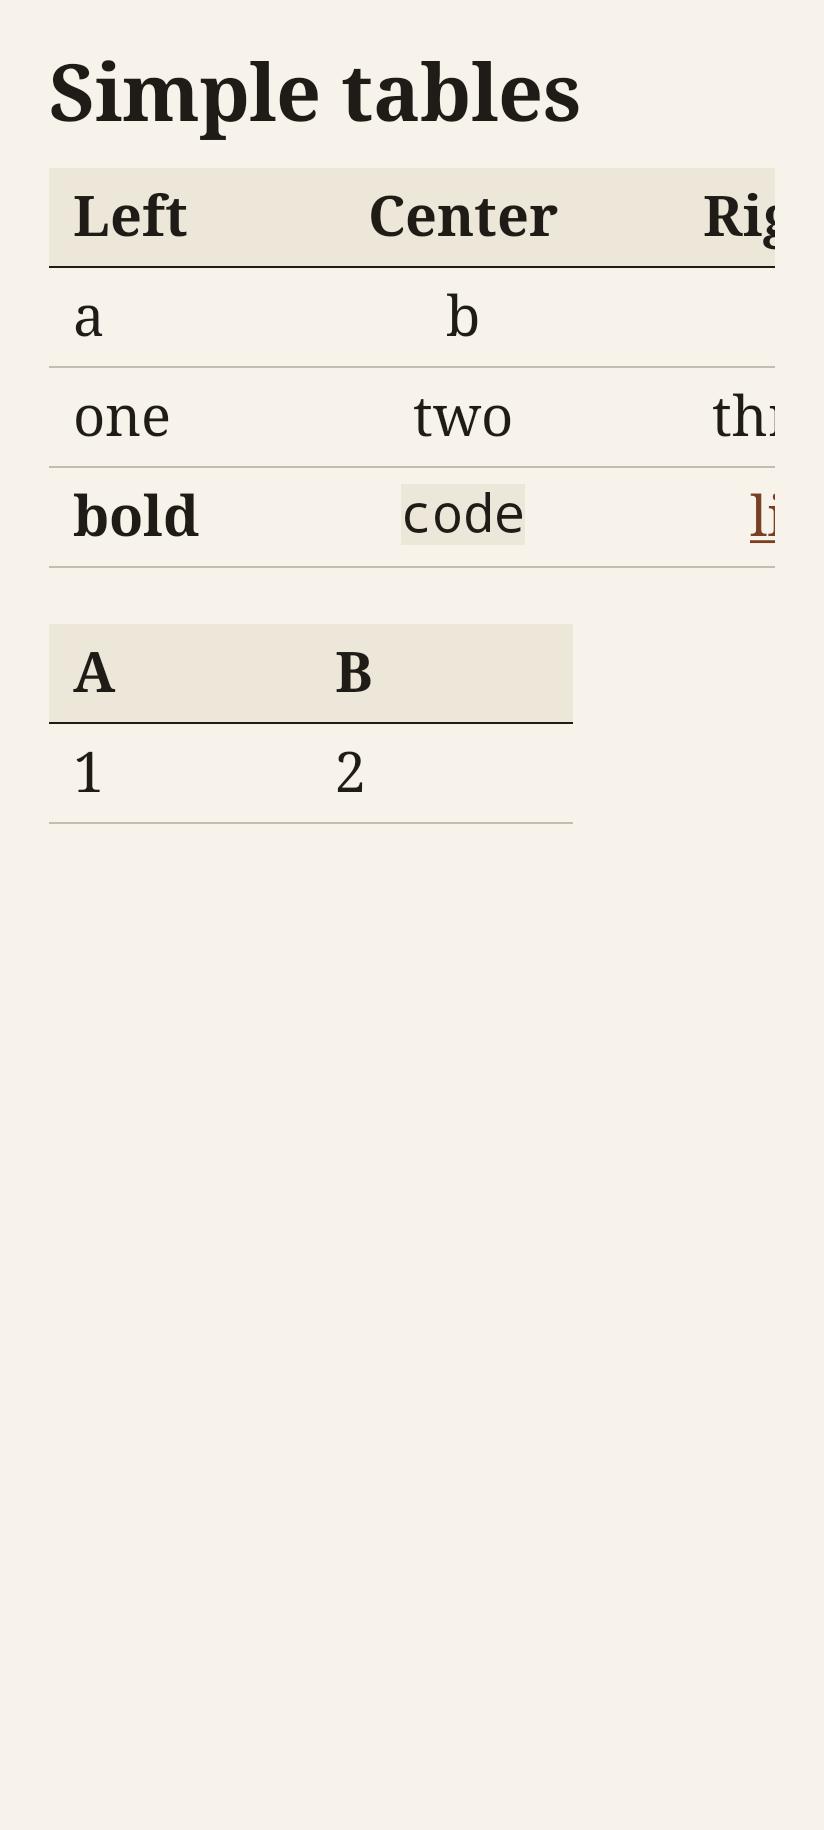 Simple tables
Left Center
a b
one two
bold code
A B
1 2